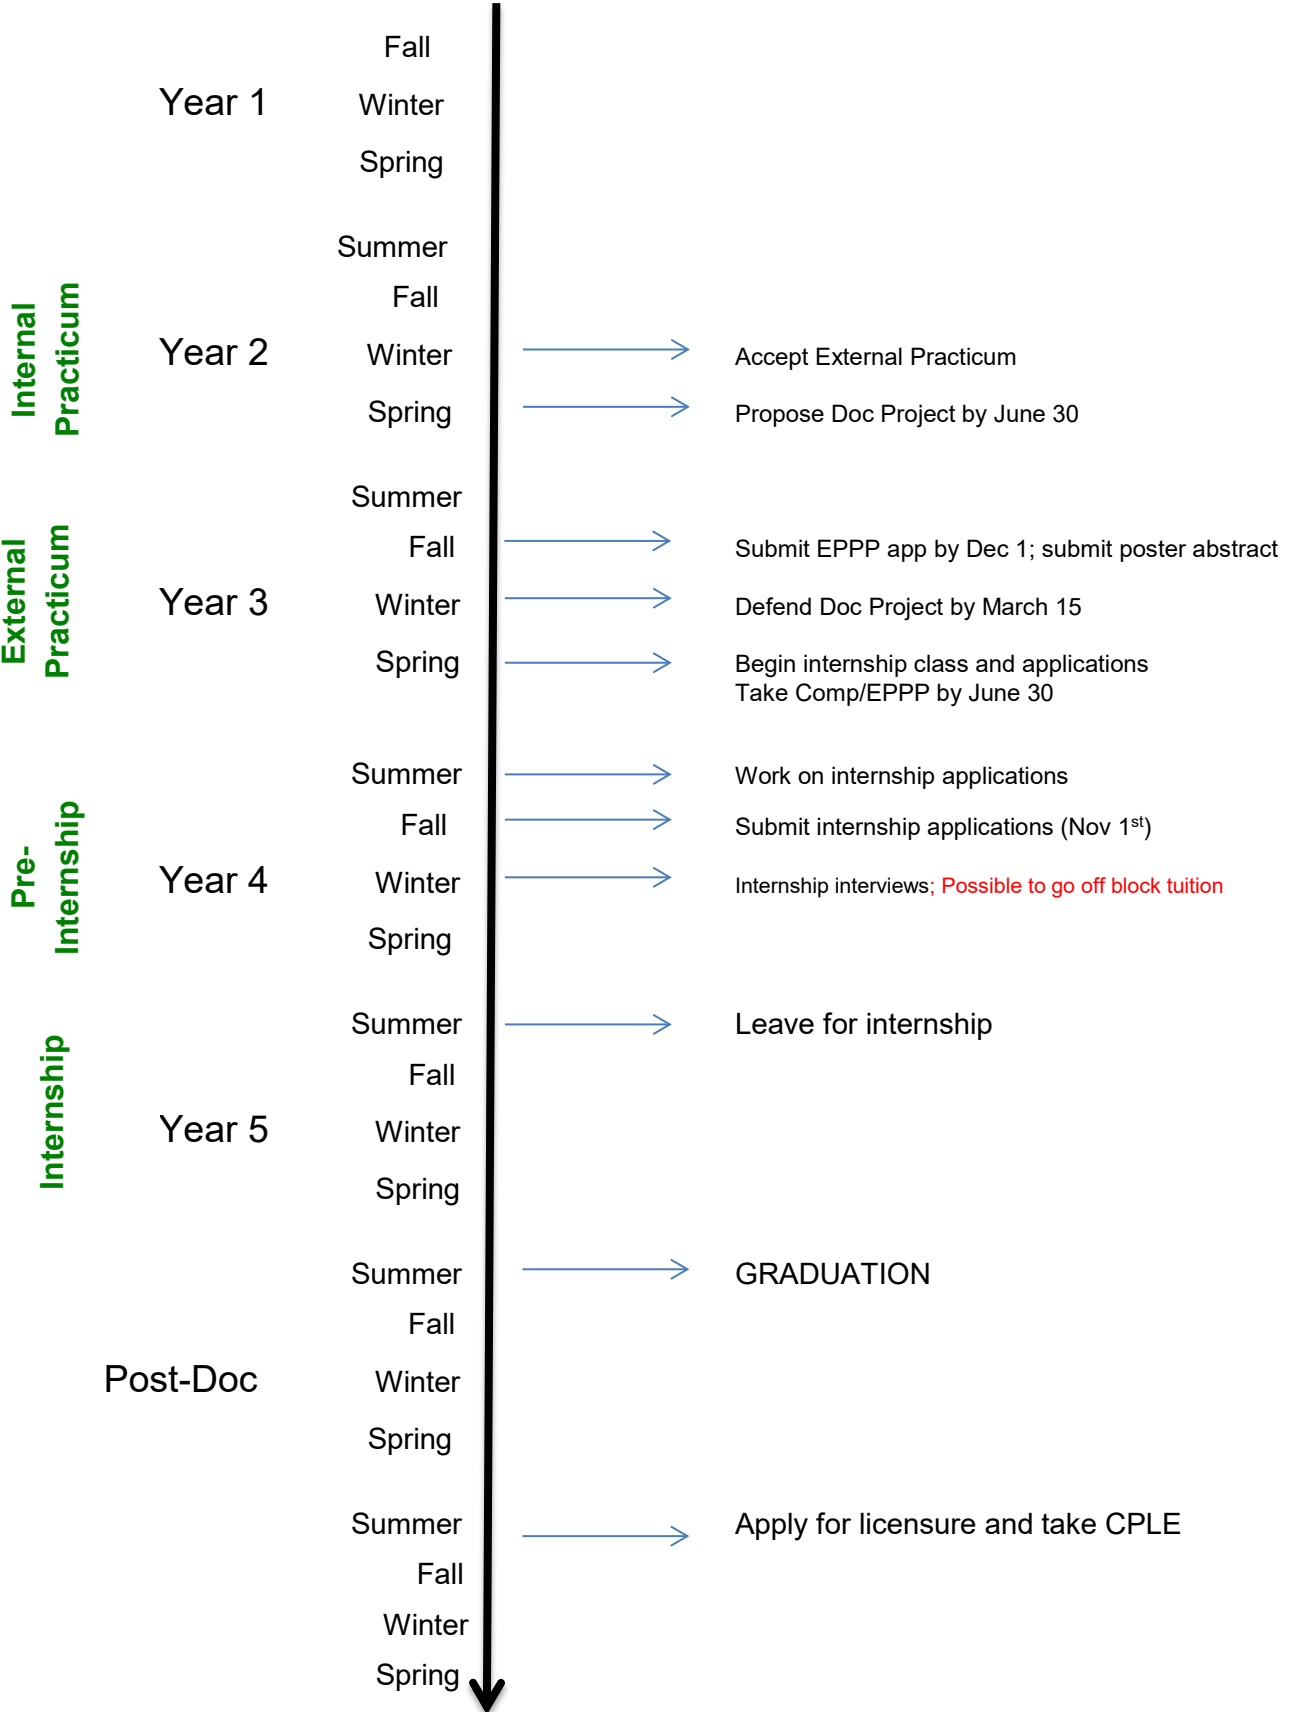 Fall
Year 1
Winter
Spring
Summer
Fall
Internal
Practicum
Year 2
Winter
Accept External Practicum
Spring
Propose Doc Project by June 30
Summer
External
Practicum
Fall
Submit EPPP app by Dec 1; submit poster abstract
Year 3
Winter
Defend Doc Project by March 15
Spring
Begin internship class and applications
Take Comp/EPPP by June 30
Summer
Work on internship applications
Pre-
Internship
Fall
Submit internship applications (Nov 1st)
Year 4
Winter
Internship interviews; Possible to go off block tuition
Spring
Summer
Leave for internship
Internship
Fall
Year 5
Winter
Spring
Summer
GRADUATION
Fall
Post-Doc
Winter
Spring
Summer
Apply for licensure and take CPLE
Fall
Winter
Spring